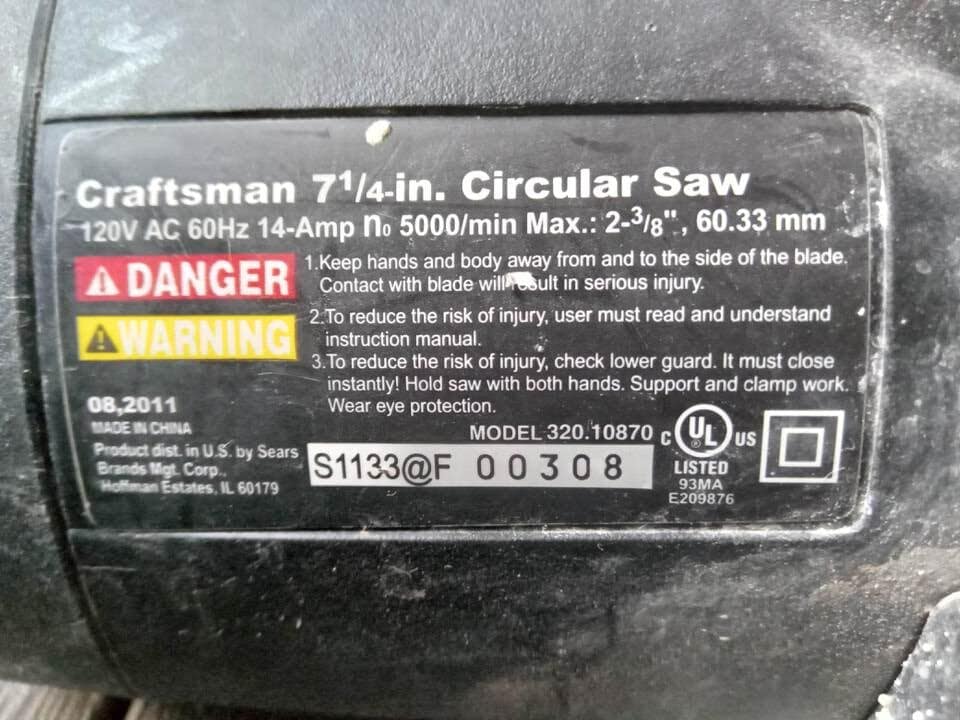 Craftsman 7 1/4-in. Circular Saw
120V AC 60Hz 14-Amp n₀ 5000/min Max.: 2-3/8", 60.33 mm
DANGER
1.Keep hands and body away from and to the side of the blade.
Contact with blade will result in serious injury.
WARNING
2.To reduce the risk of injury, user must read and understand
instruction manual.
3.To reduce the risk of injury, check lower guard. It must close
instantly! Hold saw with both hands. Support and clamp work.
Wear eye protection.
08,2011
MADE IN CHINA
Product dist. in U.S. by Sears
Brands Mgt. Corp.,
Hoffman Estates, IL 60179
MODEL 320.10870
S1133@F 00308
C UL US
LISTED
93MA
E209876